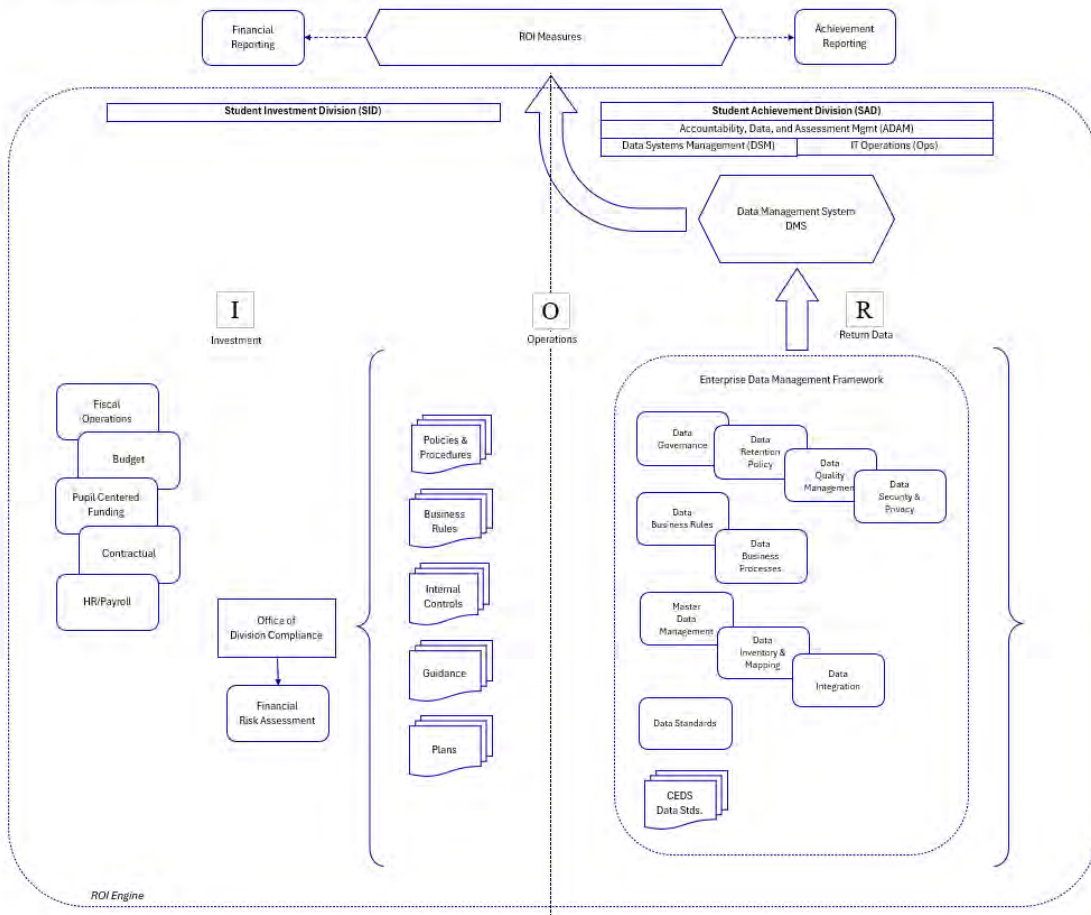 Financial
Reporting
ROI Measures
Achievement
Reporting
Student Investment Division (SID)
Student Achievement Division (SAD)
Accountability, Data, and Assessment Mgmt (ADAM)
Data Systems Management (DSM)
IT Operations (Ops)
Data Management System
DMS
I
Investment
O
Operations
R
Return Data
Fiscal
Operations
Budget
Pupil Centered
Funding
Contractual
HR/Payroll
Office of
Division Compliance
Financial
Risk Assessment
Policies &
Procedures
Business
Rules
Internal
Controls
Guidance
Plans
Enterprise Data Management Framework
Data
Governance
Data
Retention
Policy
Data
Quality
Management
Data
Security &
Privacy
Data
Business Rules
Data
Business
Processes
Master
Data
Management
Data
Inventory &
Mapping
Data
Integration
Data Standards
CEDS
Data Stds.
ROI Engine